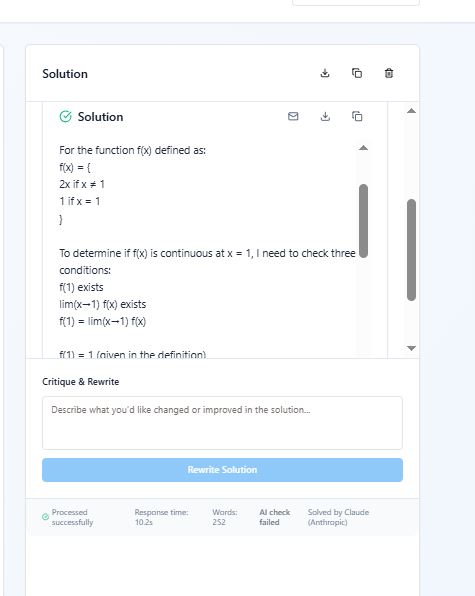 Solution
Solution
For the function f(x) defined as:
f(x) = {
2x if x ≠ 1
1 if x = 1
}
To determine if f(x) is continuous at x = 1, I need to check three
conditions:
f(1) exists
lim(x→1) f(x) exists
f(1) = lim(x→1) f(x)
f(1) = 1 (given in the definition)
Critique & Rewrite
Describe what you'd like changed or improved in the solution...
Rewrite Solution
Processed
successfully
Response time:
10.2s
Words:
252
AI check
failed
Solved by Claude
(Anthropic)